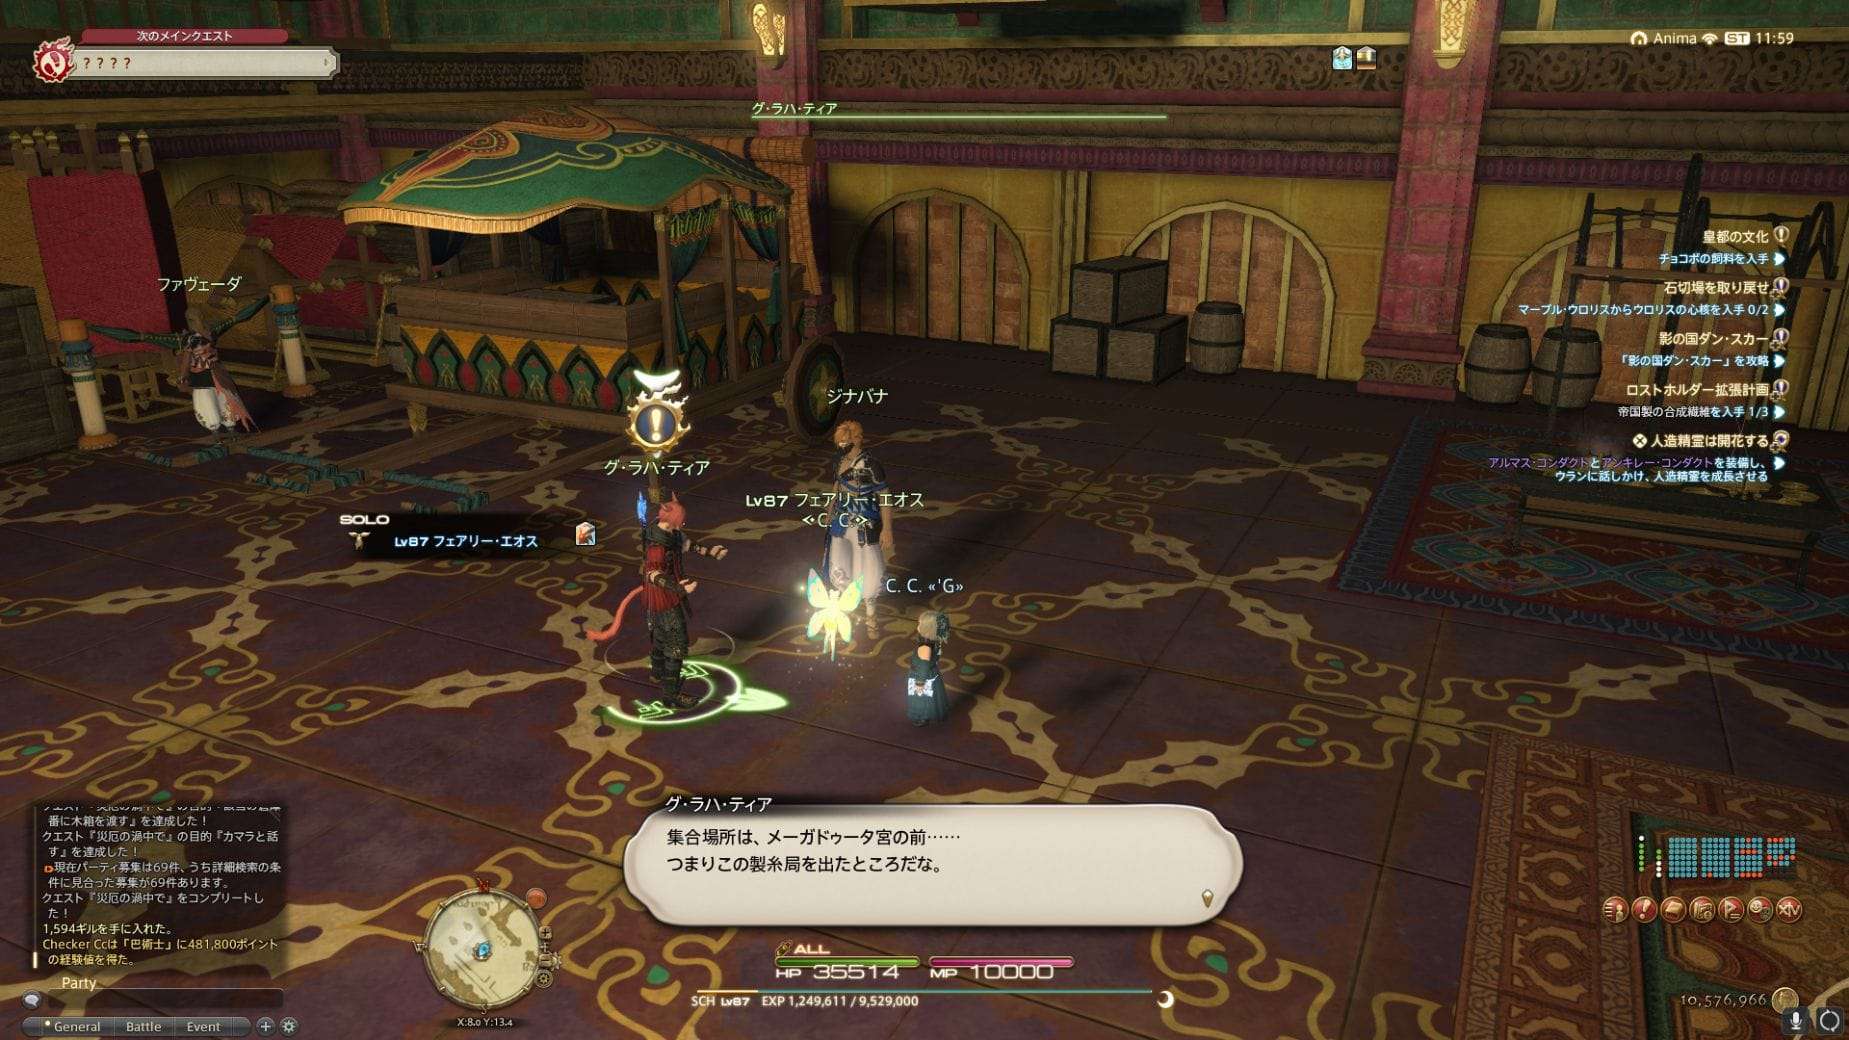 次のメインクエスト
????
Anima ST 11:59
グ・ラハ・ティア
皇都の文化
チョコボの飼料を入手
石切場を取り戻せ
マーブル・ウロリスからウロリスの心核を入手 0/2
影の国ダン・スカー
「影の国ダン・スカー」を攻略
ロストホルダー拡張計画
帝国製の合成繊維を入手 1/3
人造精霊は開花する
アルマス・コンダクトとアンキレー・コンダクトを装備し、
ウランに話しかけ、人造精霊を成長させる
ファヴェーダ
ジナバナ
グ・ラハ・ティア
Lv87 フェアリー・エオス
«C. C.»
SOLO
Lv87 フェアリー・エオス
C. C. «'G»
グ・ラハ・ティア
集合場所は、メーガドゥータ宮の前……
つまりこの製糸局を出たところだな。
番に木箱を渡す』を達成した！
クエスト『災厄の渦中で』の目的『カマラと話
す』を達成した！
現在パーティ募集は69件、うち詳細検索の条
件に見合った募集が69件あります。
クエスト『災厄の渦中で』をコンプリートし
た！
1,594ギルを手に入れた。
Checker Ccは「巴術士」に481,800ポイント
の経験値を得た。
Party
General Battle Event
X:8.0 Y:13.4
ALL
HP 35514 MP 10000
SCH Lv87 EXP 1,249,611 / 9,529,000
XIV
10,576,966